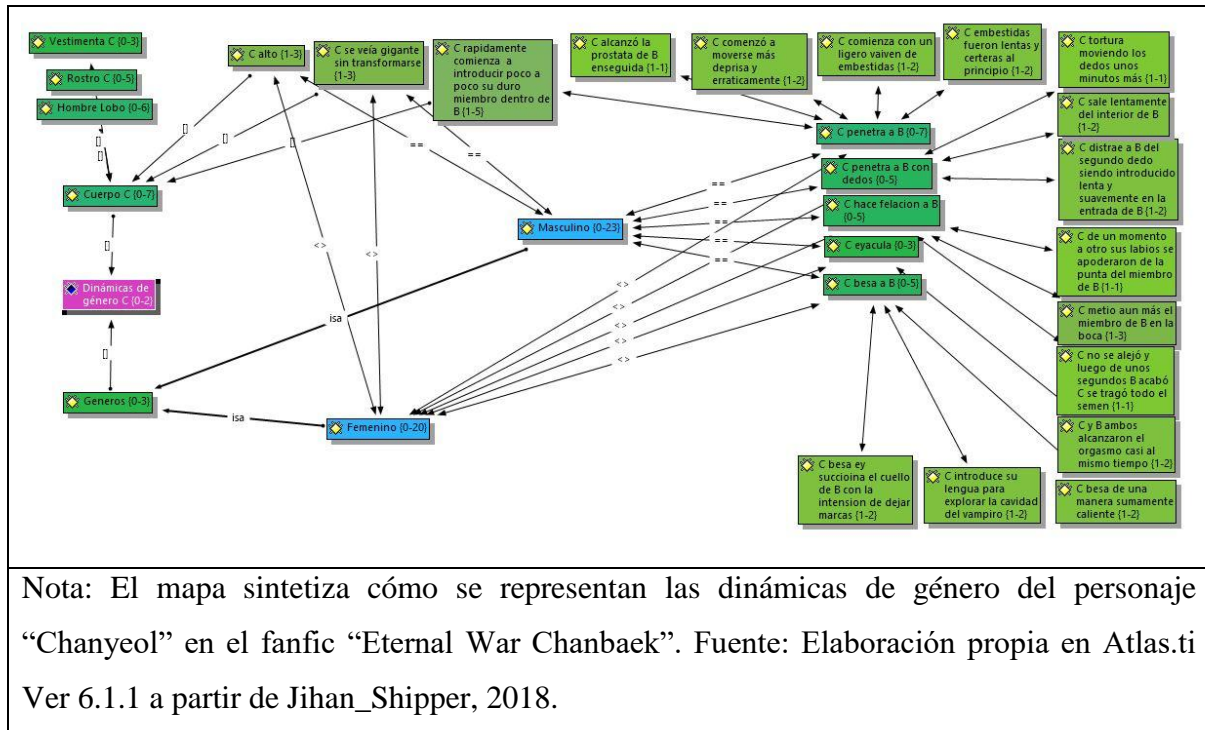 Vestimenta C {0-3}
Rostro C {0-5}
Hombre Lobo {0-6}
C alto {1-3}
C se veía gigante
sin transformarse
{1-3}
C rapidamente
comienza a
introducir poco a
poco su duro
miembro dentro de
B {1-5}
C alcanzó la
prostata de B
enseguida {1-1}
C comenzó a
moverse más
deprisa y
erraticamente {1-2}
C comienza con un
ligero vaiven de
embestidas {1-2}
C embestidas
fueron lentas y
certeras al
principio {1-2}
C tortura
moviendo los
dedos unos
minutos más {1-1}
C sale lentamente
del interior de B
{1-2}
C distrae a B del
segundo dedo
siendo introducido
lenta y
suavemente en la
entrada de B {1-2}
C de un momento
a otro sus labios se
apoderaron de la
punta del miembro
de B {1-1}
C metio aun más el
miembro de B en la
boca {1-3}
C no se alejó y
luego de unos
segundos B acabó
C se tragó todo el
semen {1-1}
C y B ambos
alcanzaron el
orgasmo casi al
mismo tiempo {1-2}
C besa de una
manera sumamente
caliente {1-2}
C penetra a B {0-7}
C penetra a B con
dedos {0-5}
C hace felacion a B
{0-5}
C eyacula {0-3}
C besa a B {0-5}
Cuerpo C {0-7}
Masculino {0-23}
Dinámicas de
género C {0-2}
Generos {0-3}
Femenino {0-20}
C besa ey
succioina el cuello
de B con la
intension de dejar
marcas {1-2}
C introduce su
lengua para
explorar la cavidad
del vampiro {1-2}
[]
[]
[]
[]
[]
[]
[]
==
==
==
==
==
==
==
<>
<>
<>
<>
<>
<>
<>
isa
isa
Nota: El mapa sintetiza cómo se representan las dinámicas de género del personaje
“Chanyeol” en el fanfic “Eternal War Chanbaek”. Fuente: Elaboración propia en Atlas.ti
Ver 6.1.1 a partir de Jihan_Shipper, 2018.